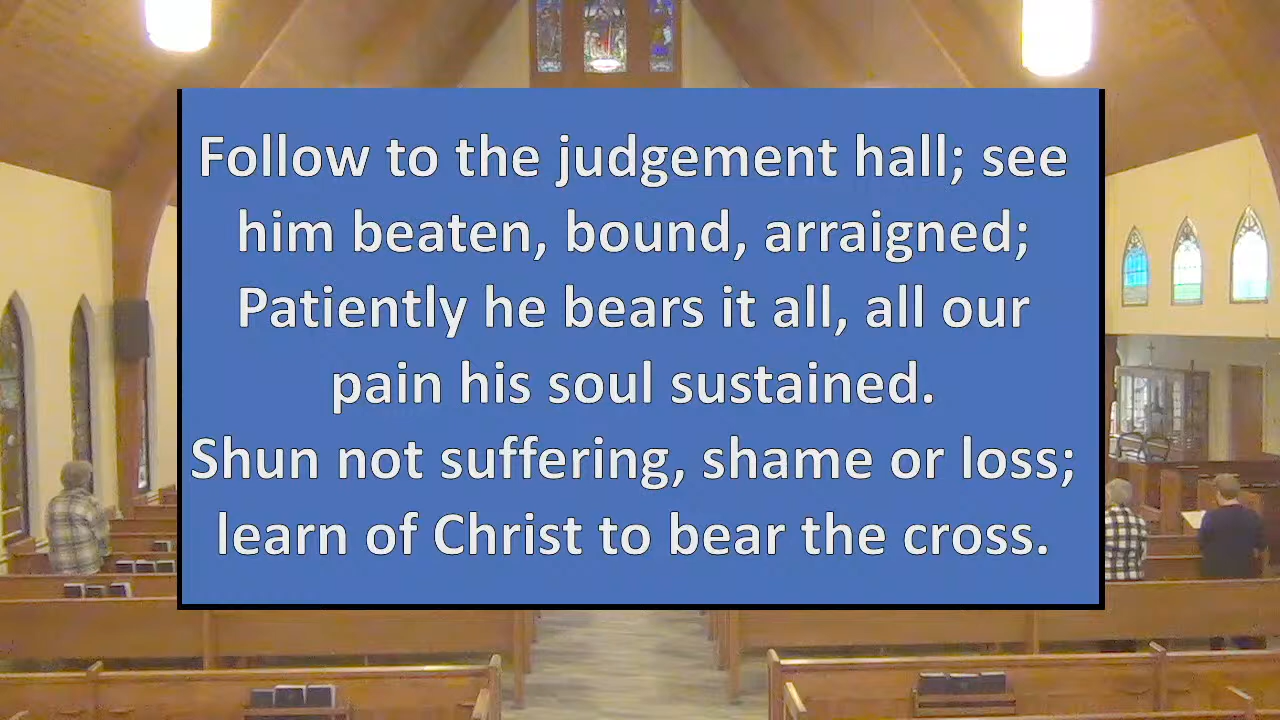 Follow to the judgement hall; see
him beaten, bound, arraigned;
Patiently he bears it all, all our
pain his soul sustained.
Shun not suffering, shame or loss;
learn of Christ to bear the cross.